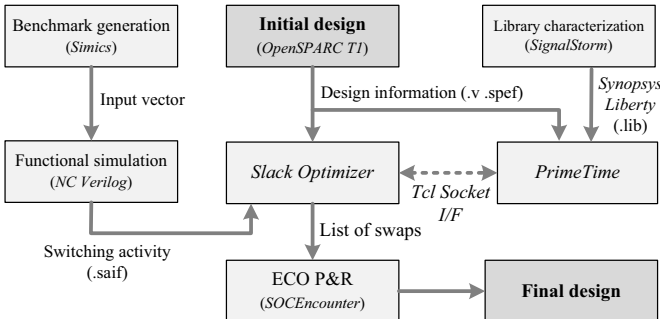 Benchmark generation
(Simics)
Initial design
(OpenSPARC T1)
Library characterization
(SignalStorm)
Input vector
Design information (.v .spef)
Synopsys
Liberty
(.lib)
Functional simulation
(NC Verilog)
Slack Optimizer
PrimeTime
Tcl Socket
I/F
Switching activity
(.saif)
List of swaps
ECO P&R
(SOCEncounter)
Final design